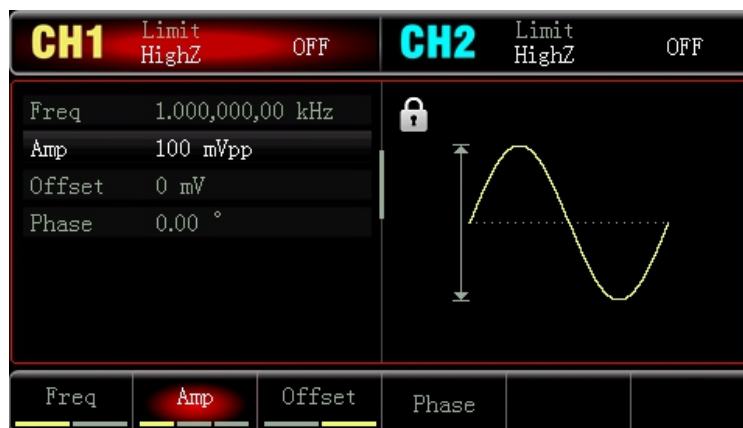 CH1 Limit HighZ OFF
CH2 Limit HighZ OFF
Freq 1.000,000,00 kHz
Amp 100 mVpp
Offset 0 mV
Phase 0.00 °
Freq Amp Offset Phase